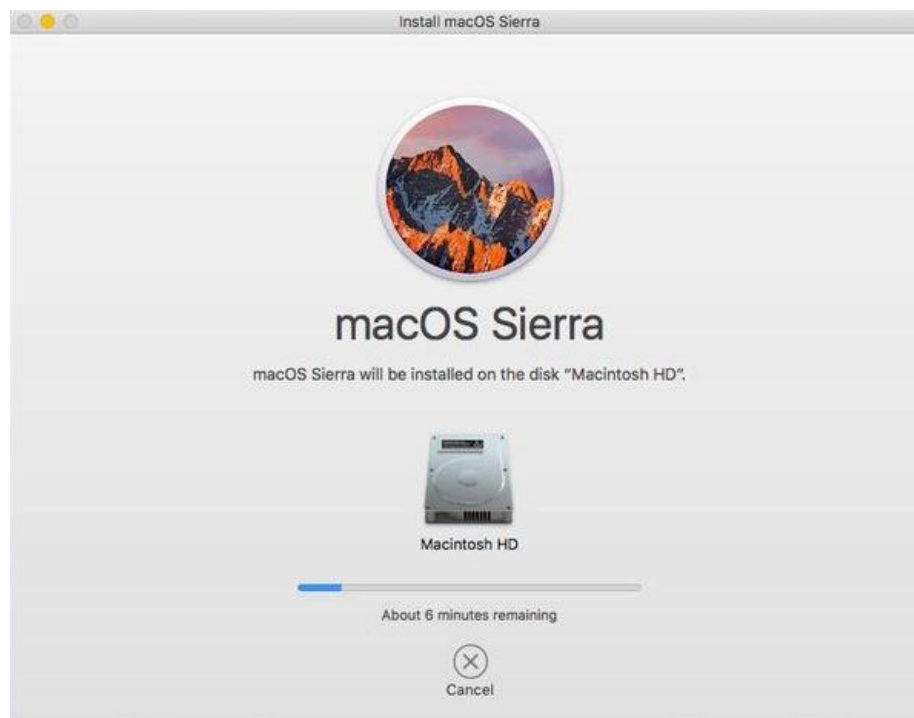 Install macOS Sierra
macOS Sierra
macOS Sierra will be installed on the disk “Macintosh HD”.
Macintosh HD
About 6 minutes remaining
Cancel